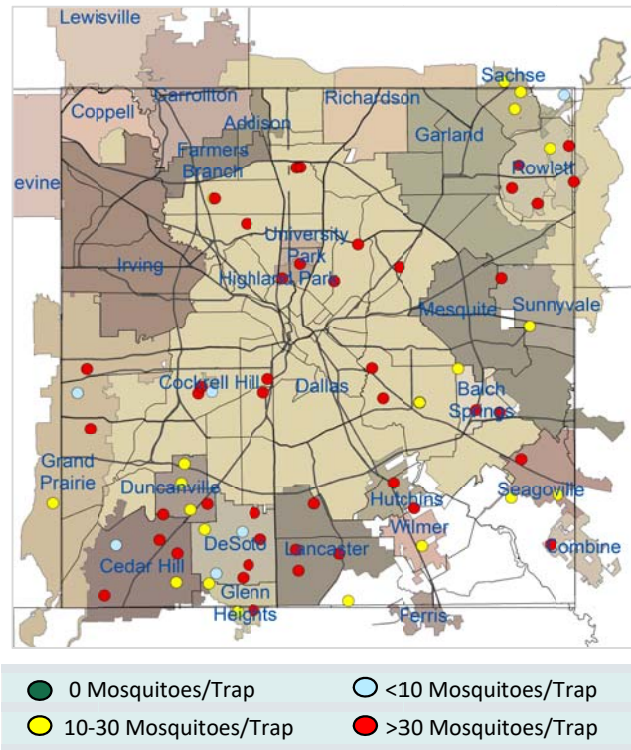 Lewisville
Sachse
Carrollton
Richardson
Coppell
Addison
Garland
Farmers
Branch
Rowlett
evine
University
Park
Irving
Highland Park
Mesquite
Sunnyvale
Cockrell Hill
Dallas
Balch
Springs
Grand
Prairie
Duncanville
Hutchins
Seagoville
Wilmer
DeSoto
Lancaster
Combine
Cedar Hill
Glenn
Heights
Ferris
0 Mosquitoes/Trap
<10 Mosquitoes/Trap
10-30 Mosquitoes/Trap
>30 Mosquitoes/Trap